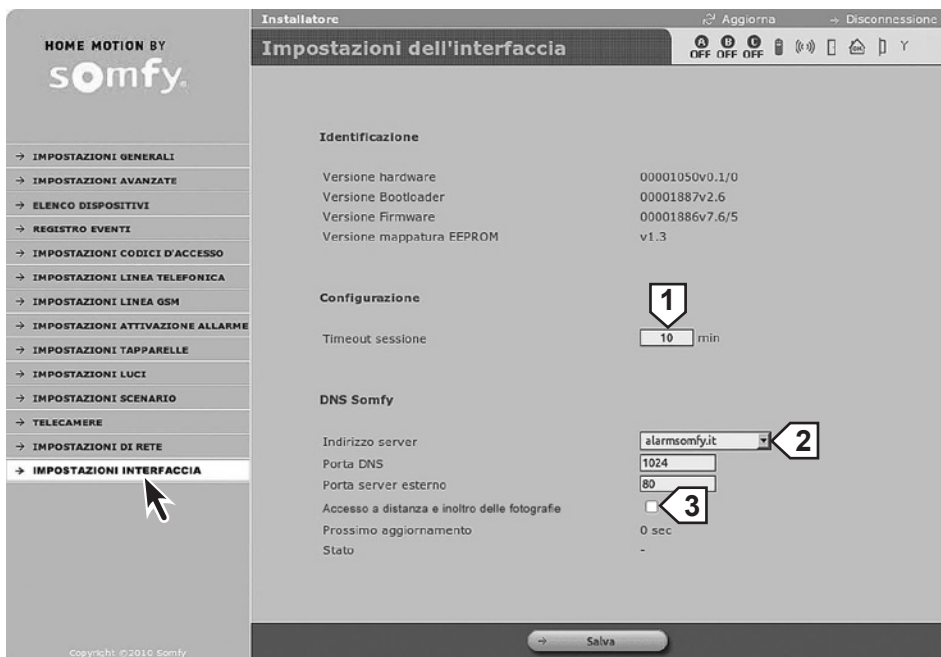 HOME MOTION BY
somfy.
→ IMPOSTAZIONI GENERALI
→ IMPOSTAZIONI AVANZATE
→ ELENCO DISPOSITIVI
→ REGISTRO EVENTI
→ IMPOSTAZIONI CODICI D'ACCESSO
→ IMPOSTAZIONI LINEA TELEFONICA
→ IMPOSTAZIONI LINEA GSM
→ IMPOSTAZIONI ATTIVAZIONE ALLARME
→ IMPOSTAZIONI TAPPARELLE
→ IMPOSTAZIONI LUCI
→ IMPOSTAZIONI SCENARIO
→ TELECAMERE
→ IMPOSTAZIONI DI RETE
→ IMPOSTAZIONI INTERFACCIA
Copyright ©2010 Somfy
Installatore
Aggiorna
→ Disconnessione
Impostazioni dell'interfaccia
A B C
OFF OFF OFF
Identificazione
Versione hardware 00001050v0.1/0
Versione Bootloader 00001887v2.6
Versione Firmware 00001886v7.6/5
Versione mappatura EEPROM v1.3
Configurazione
1
Timeout sessione 10 min
DNS Somfy
Indirizzo server alarmsomfy.it 2
Porta DNS 1024
Porta server esterno 80
Accesso a distanza e inoltro delle fotografie 3
Prossimo aggiornamento 0 sec
Stato -
→ Salva